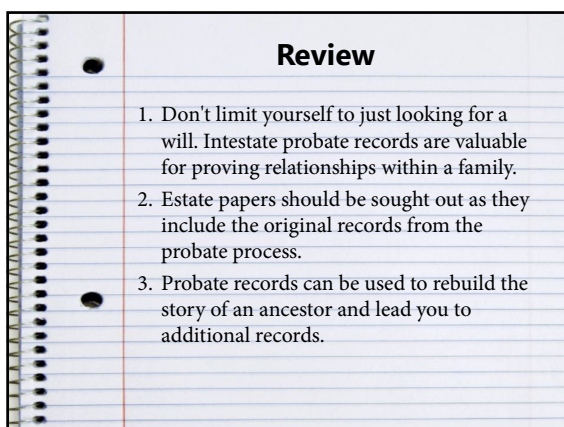 Review
1. Don't limit yourself to just looking for a
will. Intestate probate records are valuable
for proving relationships within a family.
2. Estate papers should be sought out as they
include the original records from the
probate process.
3. Probate records can be used to rebuild the
story of an ancestor and lead you to
additional records.